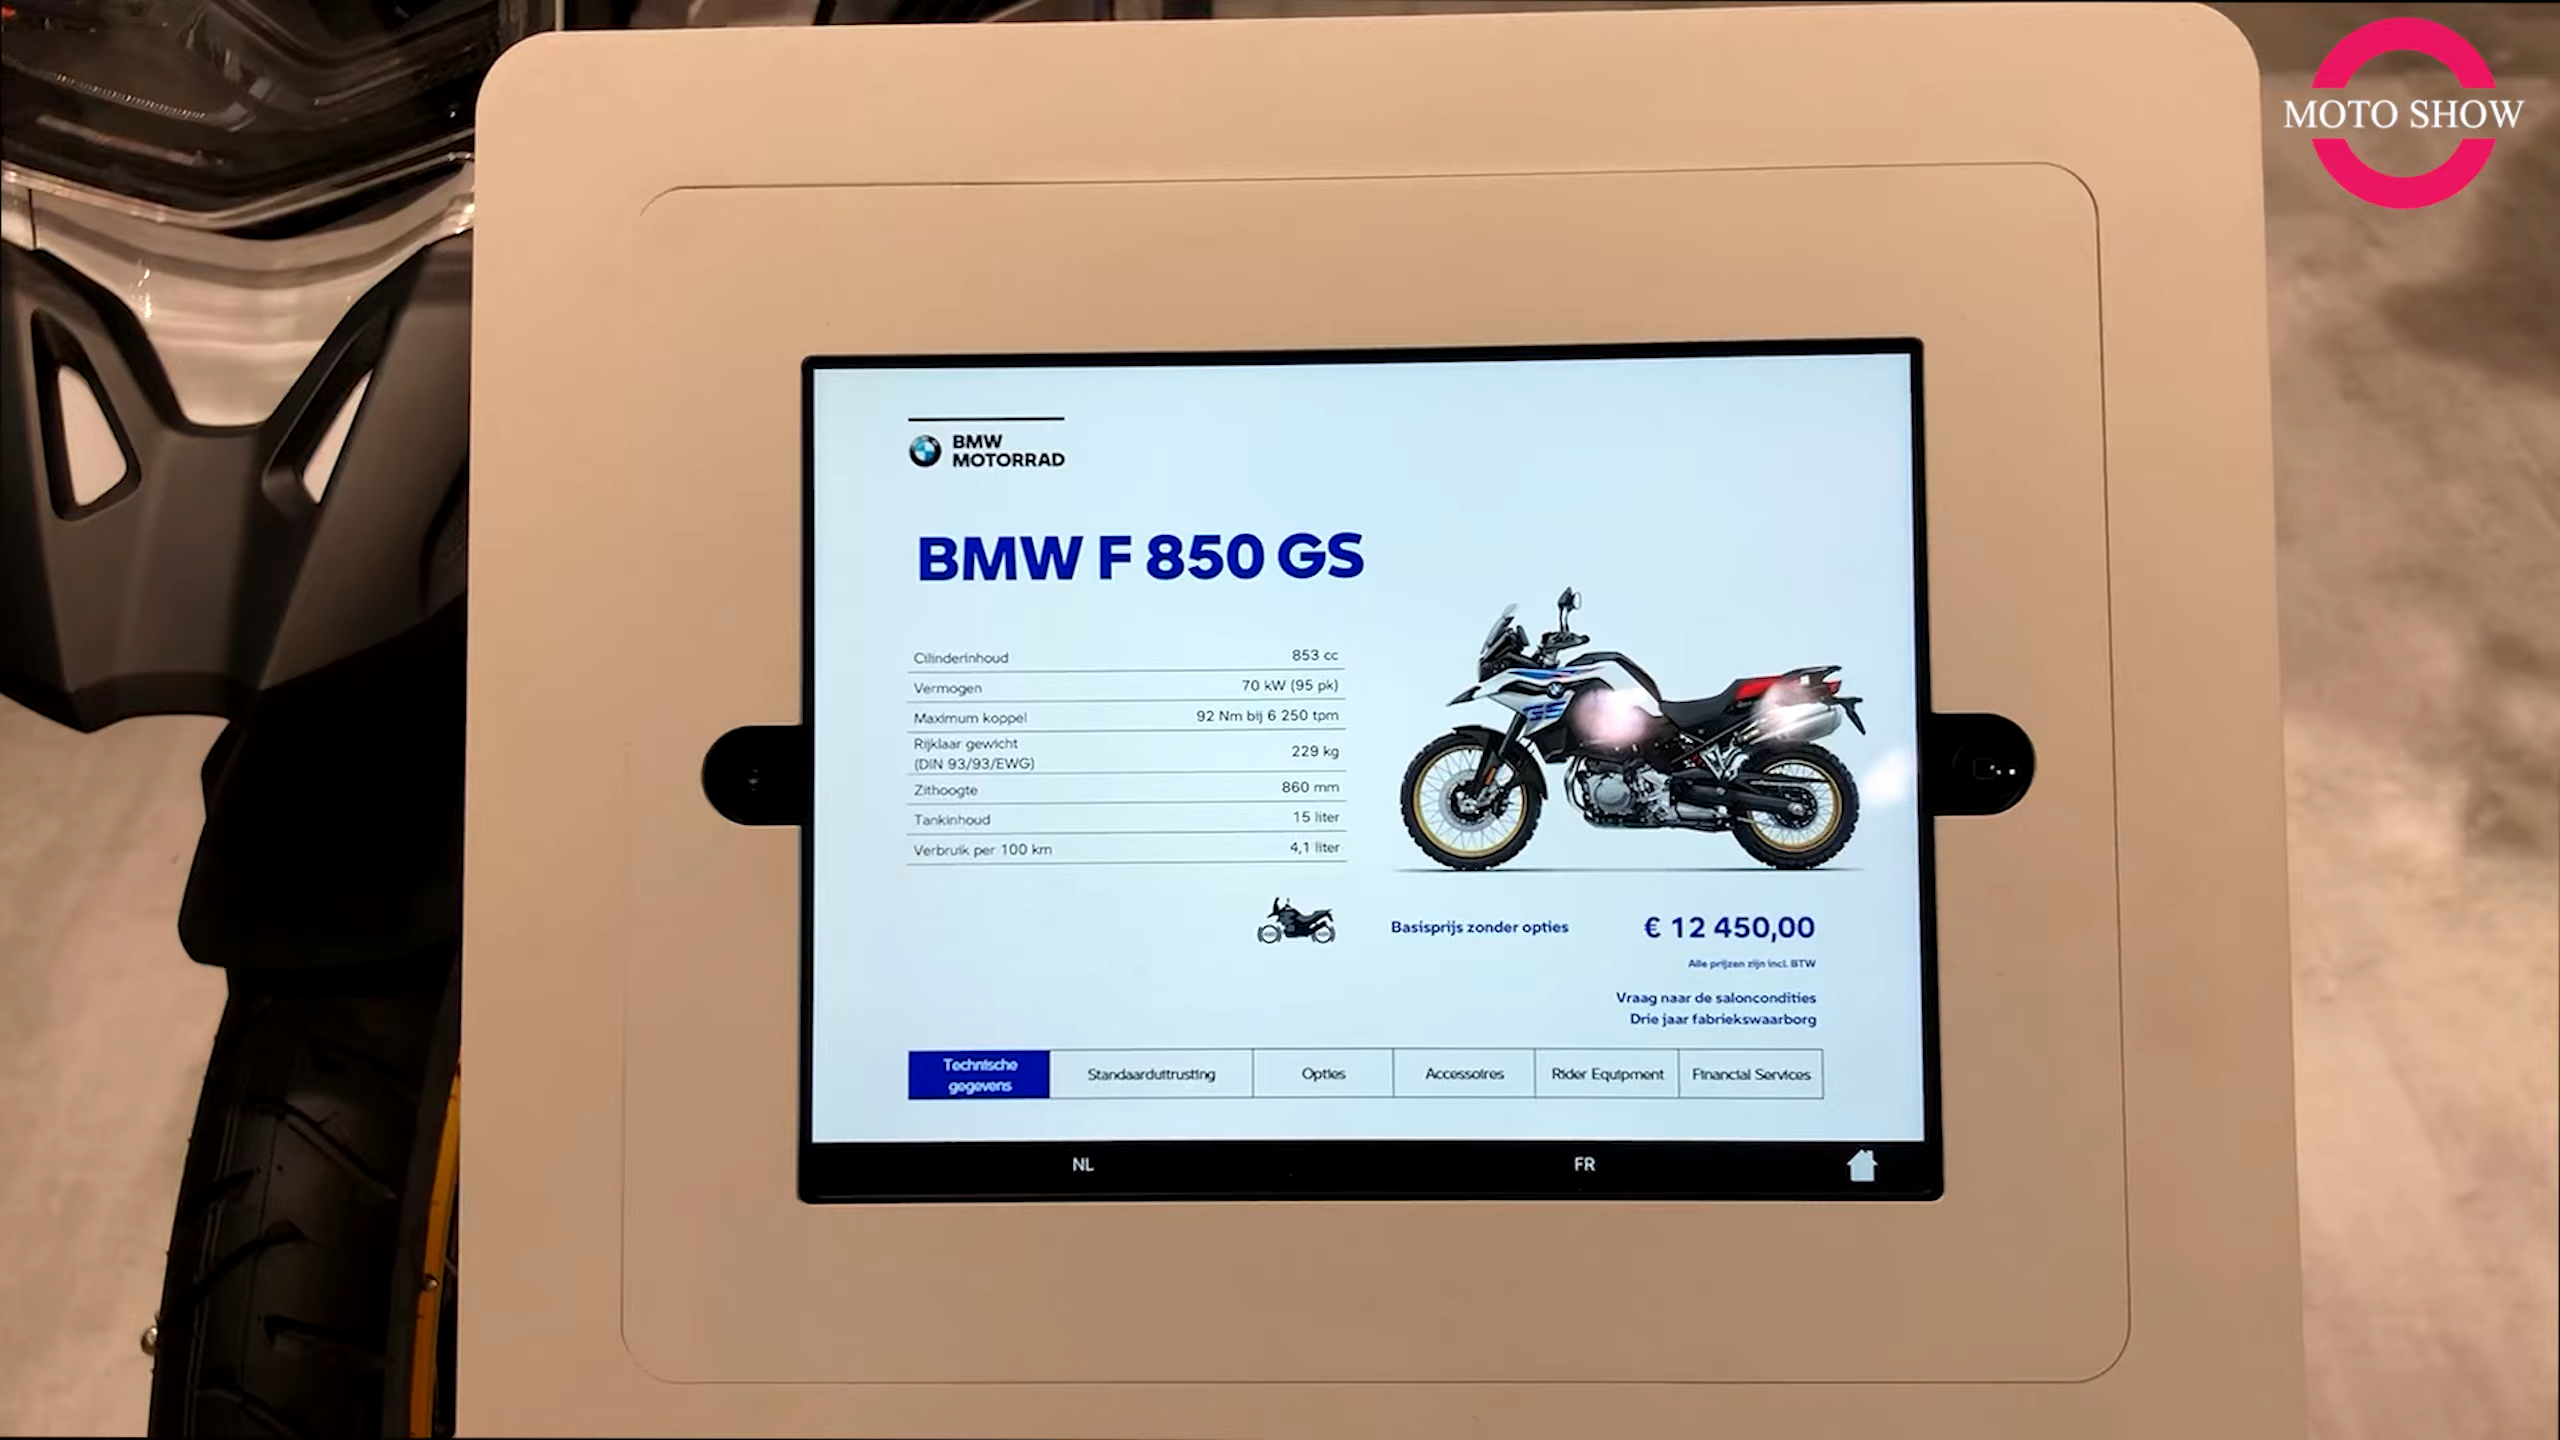 MOTO SHOW
BMW
MOTORRAD
BMW F 850 GS
Cilinderinhoud 853 cc
Vermogen 70 kW (95 pk)
Maximum koppel 92 Nm bij 6 250 tpm
Rijklaar gewicht
(DIN 93/93/EWG) 229 kg
Zithoogte 860 mm
Tankinhoud 15 liter
Verbruik per 100 km 4,1 liter
GS
Basisprijs zonder opties € 12 450,00
Alle prijzen zijn incl. BTW
Vraag naar de saloncondities
Drie jaar fabriekswaarborg
Technische
gegevens
Standaarduitrusting
Opties
Accessoires
Rider Equipment
Financial Services
NL
FR